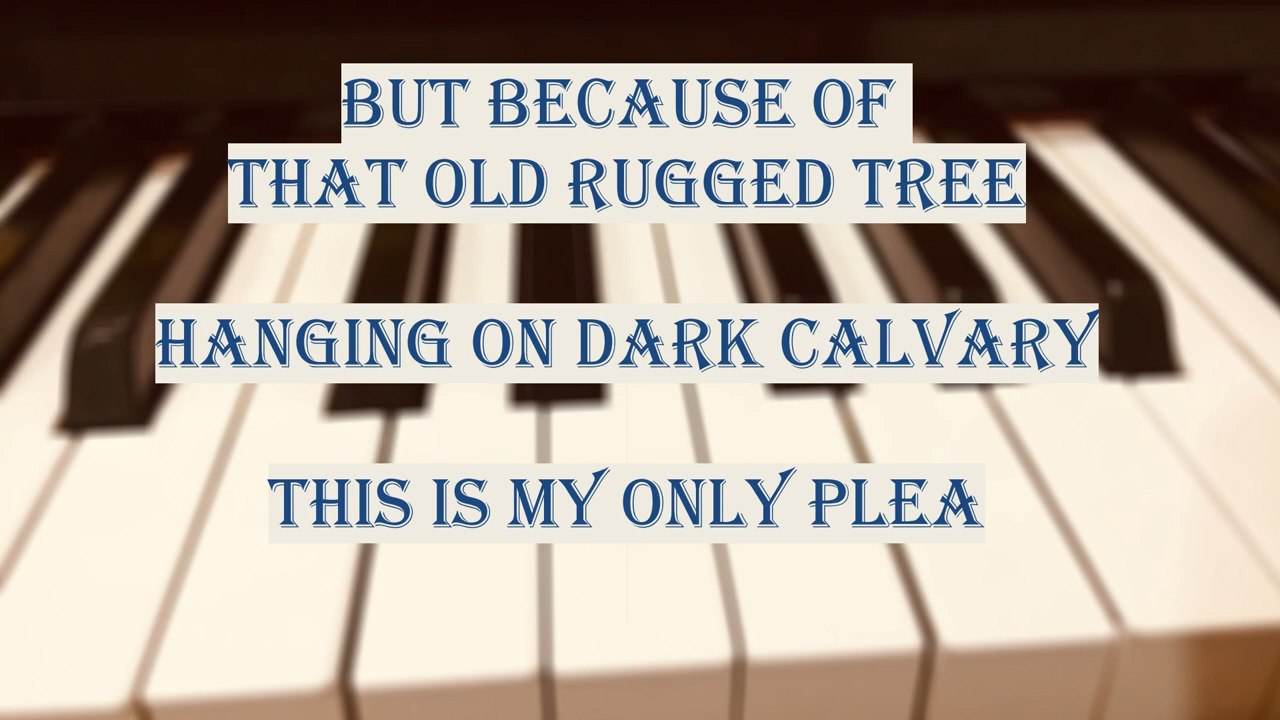 BUT BECAUSE OF
THAT OLD RUGGED TREE
HANGING ON DARK CALVARY
THIS IS MY ONLY PLEA